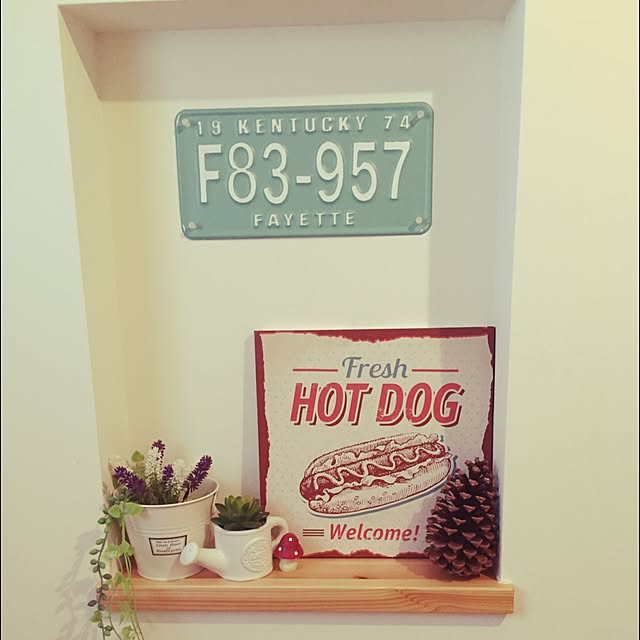 19 KENTUCKY 74
F83-957
FAYETTE
Fresh
HOT DOG
Welcome!